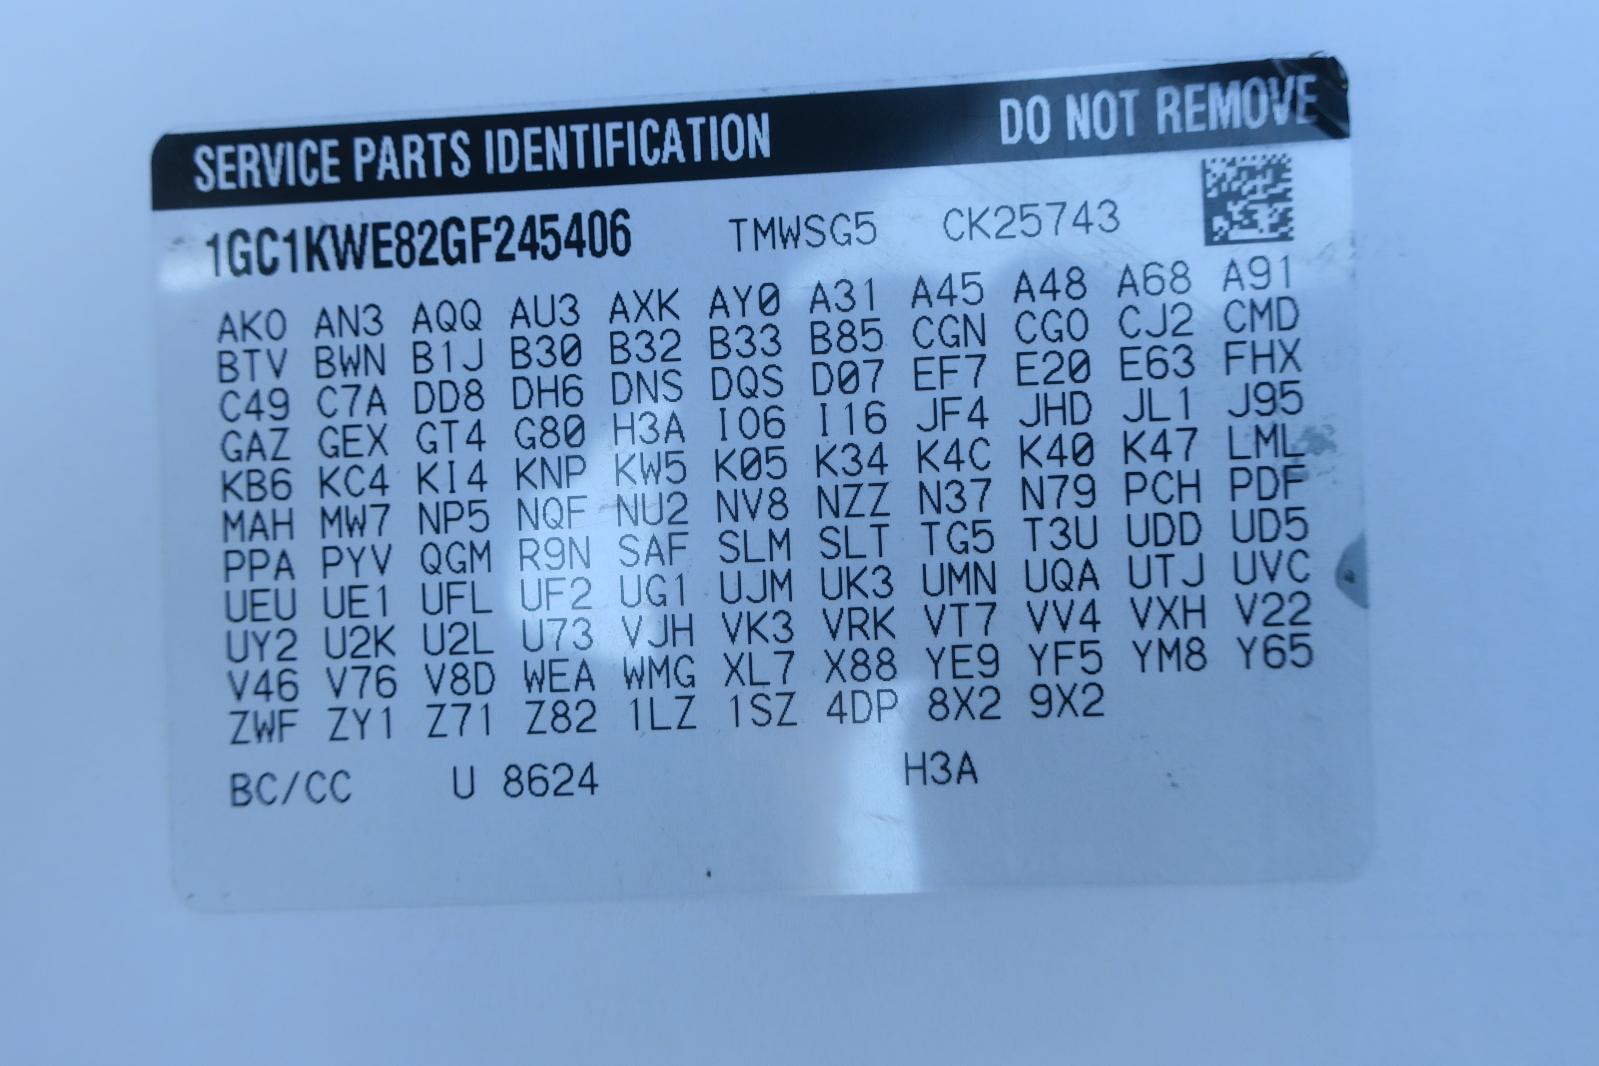 SERVICE PARTS IDENTIFICATION DO NOT REMOVE
1GC1KWE82GF245406 TMWSG5 CK25743
AKO AN3 AQQ AU3 AXK AY0 A31 A45 A48 A68 A91
BTV BWN B1J B30 B32 B33 B85 CGN CGO CJ2 CMD
C49 C7A DD8 DH6 DNS DQS D07 EF7 E20 E63 FHX
GAZ GEX GT4 G80 H3A IO6 I16 JF4 JHD JL1 J95
KB6 KC4 KI4 KNP KW5 K05 K34 K4C K40 K47 LML
MAH MW7 NP5 NQF NU2 NV8 NZZ N37 N79 PCH PDF
PPA PYV QGM R9N SAF SLM SLT TG5 T3U UDD UD5
UEU UE1 UFL UF2 UG1 UJM UK3 UMN UQA UTJ UVC
UY2 U2K U2L U73 VJH VK3 VRK VT7 VV4 VXH V22
V46 V76 V8D WEA WMG XL7 X88 YE9 YF5 YM8 Y65
ZWF ZY1 Z71 Z82 1LZ 1SZ 4DP 8X2 9X2
BC/CC U 8624 H3A